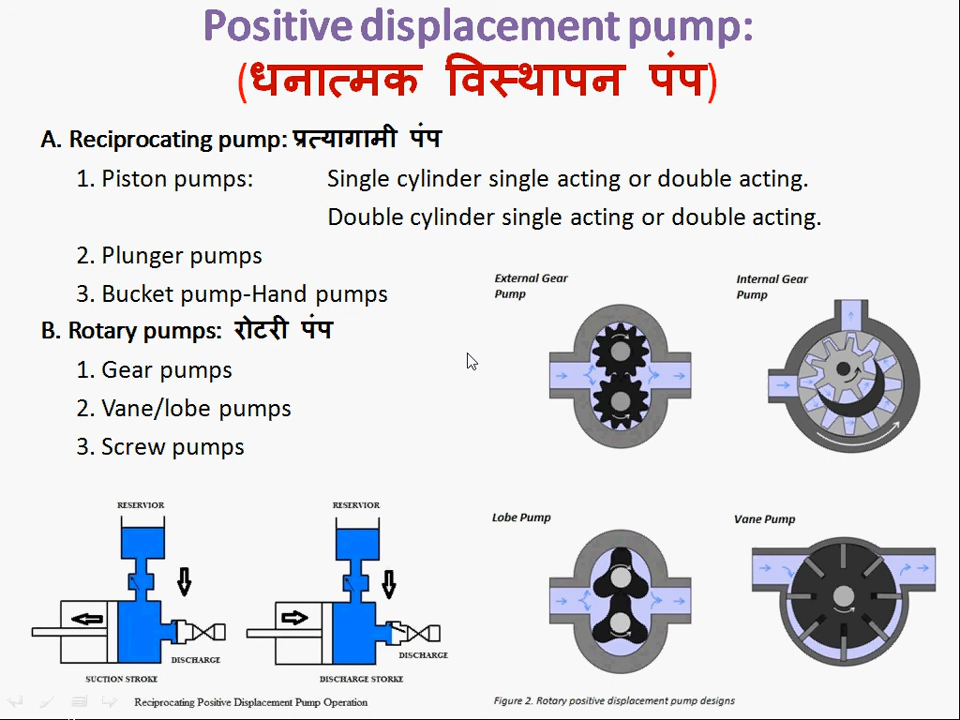 Positive displacement pump:
(धनात्मक विस्थापन पंप)
A. Reciprocating pump: प्रत्यागामी पंप
1. Piston pumps: Single cylinder single acting or double acting.
Double cylinder single acting or double acting.
2. Plunger pumps
3. Bucket pump-Hand pumps
B. Rotary pumps: रोटरी पंप
1. Gear pumps
2. Vane/lobe pumps
3. Screw pumps
External Gear
Pump
Internal Gear
Pump
Lobe Pump
Vane Pump
Figure 2. Rotary positive displacement pump designs
RESERVIOR
DISCHARGE
SUCTION STROKE
RESERVIOR
DISCHARGE
DISCHARGE STORKE
Reciprocating Positive Displacement Pump Operation